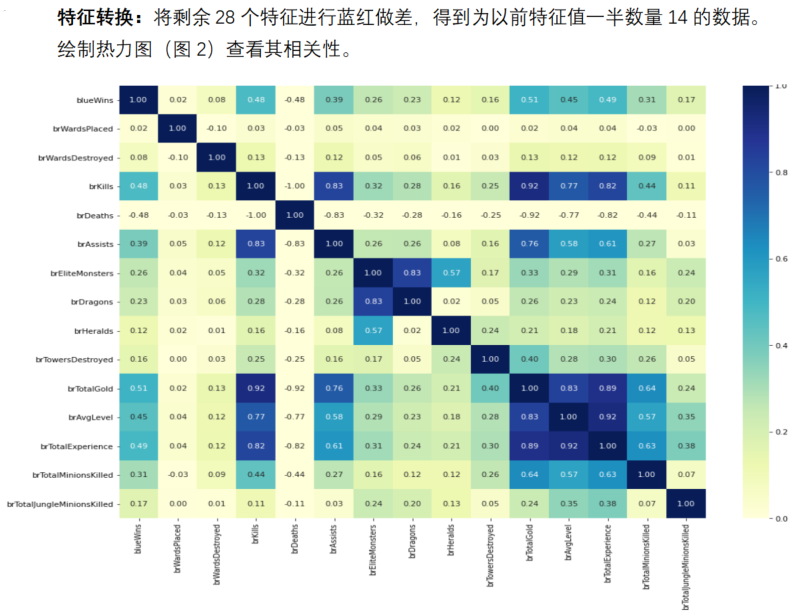 特征转换：将剩余 28 个特征进行蓝红做差，得到为以前特征值一半数量 14 的数据。
绘制热力图（图 2）查看其相关性。
blueWins 1.00 0.02 0.08 0.48 -0.48 0.39 0.26 0.23 0.12 0.16 0.51 0.45 0.49 0.31 0.17
brWardsPlaced 0.02 1.00 -0.10 0.03 -0.03 0.05 0.04 0.03 0.02 0.00 0.02 0.04 0.04 -0.03 0.00
brWardsDestroyed 0.08 -0.10 1.00 0.13 -0.13 0.12 0.05 0.06 0.01 0.03 0.13 0.12 0.12 0.09 0.01
brKills 0.48 0.03 0.13 1.00 -1.00 0.83 0.32 0.28 0.16 0.25 0.92 0.77 0.82 0.44 0.11
brDeaths -0.48 -0.03 -0.13 -1.00 1.00 -0.83 -0.32 -0.28 -0.16 -0.25 -0.92 -0.77 -0.82 -0.44 -0.11
brAssists 0.39 0.05 0.12 0.83 -0.83 1.00 0.26 0.26 0.08 0.16 0.76 0.58 0.61 0.27 0.03
brEliteMonsters 0.26 0.04 0.05 0.32 -0.32 0.26 1.00 0.83 0.57 0.17 0.33 0.29 0.31 0.16 0.24
brDragons 0.23 0.03 0.06 0.28 -0.28 0.26 0.83 1.00 0.02 0.05 0.26 0.23 0.24 0.12 0.20
brHeralds 0.12 0.02 0.01 0.16 -0.16 0.08 0.57 0.02 1.00 0.24 0.21 0.18 0.21 0.12 0.13
brTowersDestroyed 0.16 0.00 0.03 0.25 -0.25 0.16 0.17 0.05 0.24 1.00 0.40 0.28 0.30 0.26 0.05
brTotalGold 0.51 0.02 0.13 0.92 -0.92 0.76 0.33 0.26 0.21 0.40 1.00 0.83 0.89 0.64 0.24
brAvgLevel 0.45 0.04 0.12 0.77 -0.77 0.58 0.29 0.23 0.18 0.28 0.83 1.00 0.92 0.57 0.35
brTotalExperience 0.49 0.04 0.12 0.82 -0.82 0.61 0.31 0.24 0.21 0.30 0.89 0.92 1.00 0.63 0.38
brTotalMinionsKilled 0.31 -0.03 0.09 0.44 -0.44 0.27 0.16 0.12 0.12 0.26 0.64 0.57 0.63 1.00 0.07
brTotalJungleMinionsKilled 0.17 0.00 0.01 0.11 -0.11 0.03 0.24 0.20 0.13 0.05 0.24 0.35 0.38 0.07 1.00
blueWins
brWardsPlaced
brWardsDestroyed
brKills
brDeaths
brAssists
brEliteMonsters
brDragons
brHeralds
brTowersDestroyed
brTotalGold
brAvgLevel
brTotalExperience
brTotalMinionsKilled
brTotalJungleMinionsKilled
1.0
0.8
0.6
0.4
0.2
0.0